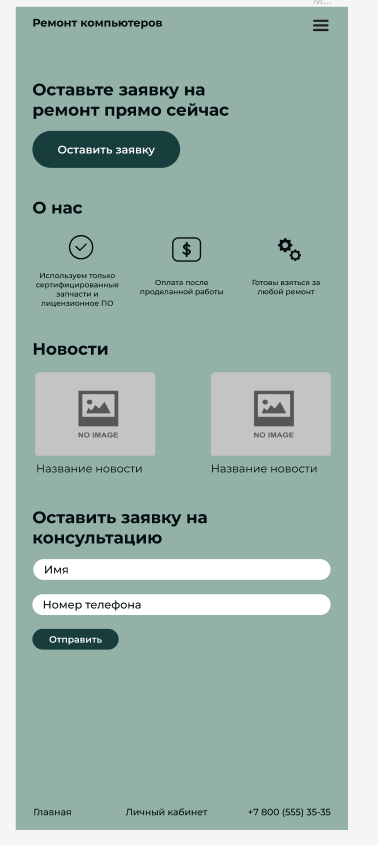 М...
Ремонт компьютеров
Оставьте заявку на
ремонт прямо сейчас
Оставить заявку
О нас
Используем только
сертифицированные
запчасти и
лицензионное ПО
$
Оплата после
проделанной работы
Готовы взяться за
любой ремонт
Новости
NO IMAGE
Название новости
NO IMAGE
Название новости
Оставить заявку на
консультацию
Имя
Номер телефона
Отправить
Главная Личный кабинет +7 800 (555) 35-35